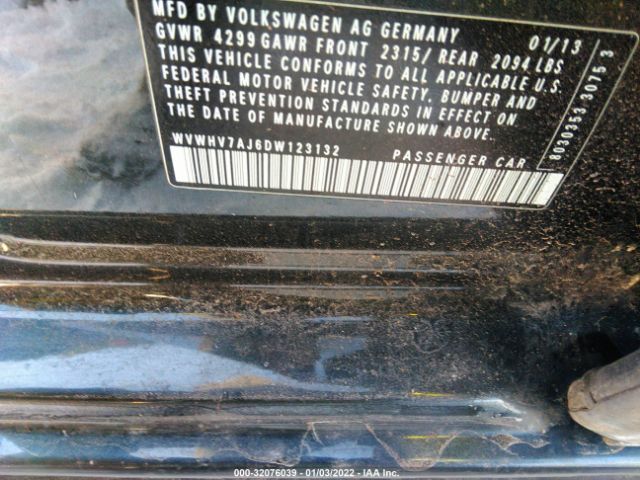 MFD BY VOLKSWAGEN AG GERMANY 01/13
GVWR 4299 GAWR FRONT 2315/ REAR 2094 LBS
THIS VEHICLE CONFORMS TO ALL APPLICABLE U.S.
FEDERAL MOTOR VEHICLE SAFETY, BUMPER AND
THEFT PREVENTION STANDARDS IN EFFECT ON
THE DATE OF MANUFACTURE SHOWN ABOVE.
WVWHV7AJ6DW123132 PASSENGER CAR
8030353 3075 3
000-32076039 - 01/03/2022 - IAA Inc.